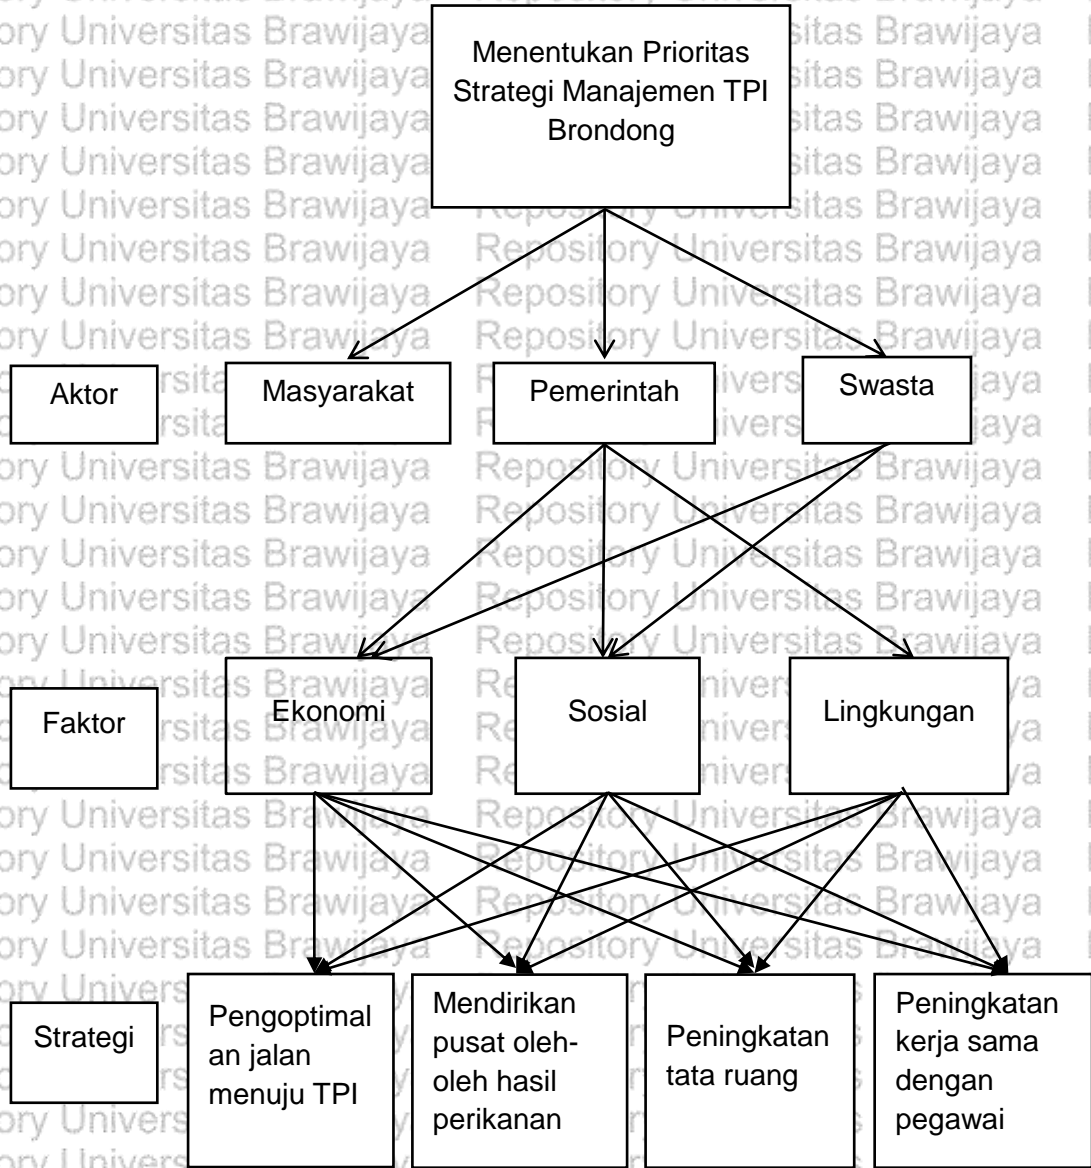 Menentukan Prioritas
Strategi Manajemen TPI
Brondong
Aktor
Masyarakat
Pemerintah
Swasta
Faktor
Ekonomi
Sosial
Lingkungan
Strategi
Pengoptimal
an jalan
menuju TPI
Mendirikan
pusat oleh-
oleh hasil
perikanan
Peningkatan
tata ruang
Peningkatan
kerja sama
dengan
pegawai
Repository Universitas Brawijaya